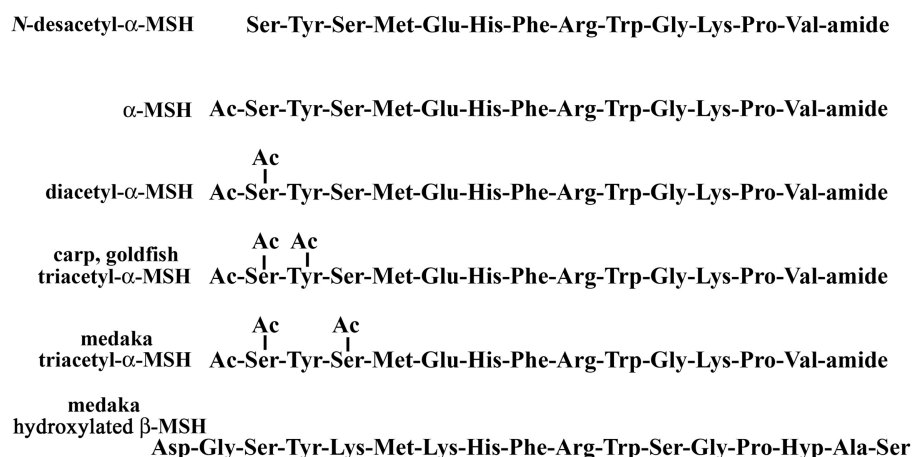 N-desacetyl-α-MSH Ser-Tyr-Ser-Met-Glu-His-Phe-Arg-Trp-Gly-Lys-Pro-Val-amide
α-MSH Ac-Ser-Tyr-Ser-Met-Glu-His-Phe-Arg-Trp-Gly-Lys-Pro-Val-amide
Ac
diacetyl-α-MSH Ac-Ser-Tyr-Ser-Met-Glu-His-Phe-Arg-Trp-Gly-Lys-Pro-Val-amide
carp, goldfish Ac Ac
triacetyl-α-MSH Ac-Ser-Tyr-Ser-Met-Glu-His-Phe-Arg-Trp-Gly-Lys-Pro-Val-amide
medaka Ac Ac
triacetyl-α-MSH Ac-Ser-Tyr-Ser-Met-Glu-His-Phe-Arg-Trp-Gly-Lys-Pro-Val-amide
medaka
hydroxylated β-MSH
Asp-Gly-Ser-Tyr-Lys-Met-Lys-His-Phe-Arg-Trp-Ser-Gly-Pro-Hyp-Ala-Ser